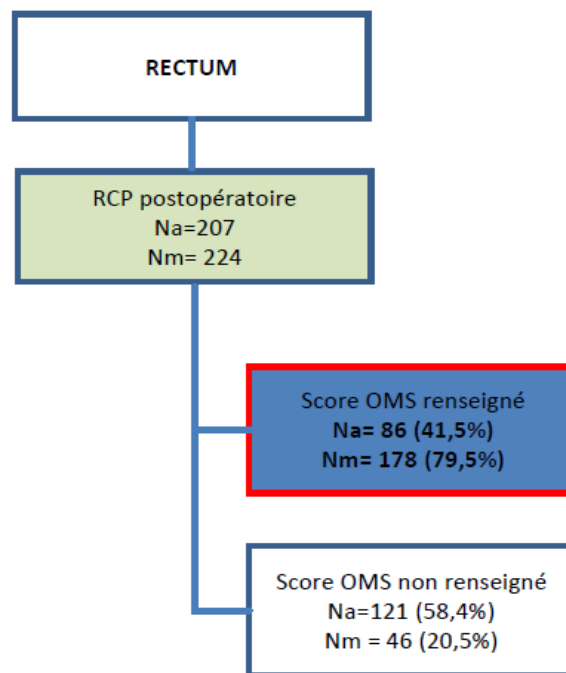 RECTUM
RCP postopératoire
Na=207
Nm= 224
Score OMS renseigné
Na= 86 (41,5%)
Nm= 178 (79,5%)
Score OMS non renseigné
Na=121 (58,4%)
Nm = 46 (20,5%)